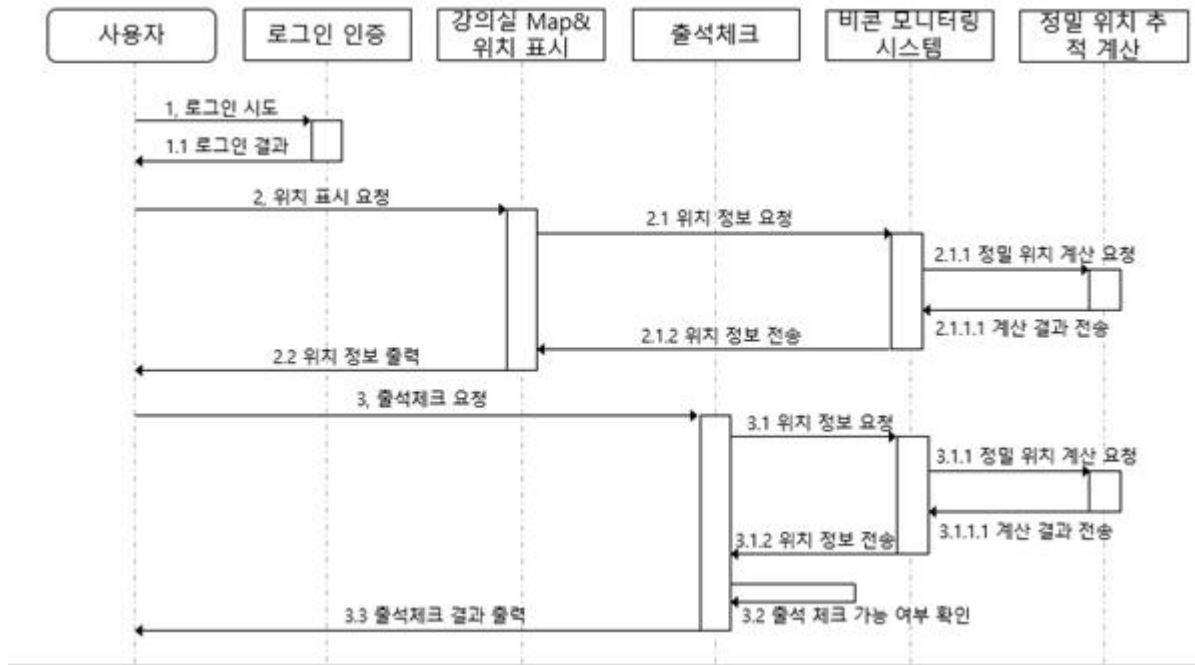 사용자
로그인 인증
강의실 Map&
위치 표시
출석체크
비콘 모니터링
시스템
정밀 위치 추
적 계산
1, 로그인 시도
1.1 로그인 결과
2, 위치 표시 요청
2.1 위치 정보 요청
2.1.1 정밀 위치 계산 요청
2.1.1.1 계산 결과 전송
2.1.2 위치 정보 전송
2.2 위치 정보 출력
3, 출석체크 요청
3.1 위치 정보 요청
3.1.1 정밀 위치 계산 요청
3.1.1.1 계산 결과 전송
3.1.2 위치 정보 전송
3.2 출석 체크 가능 여부 확인
3.3 출석체크 결과 출력